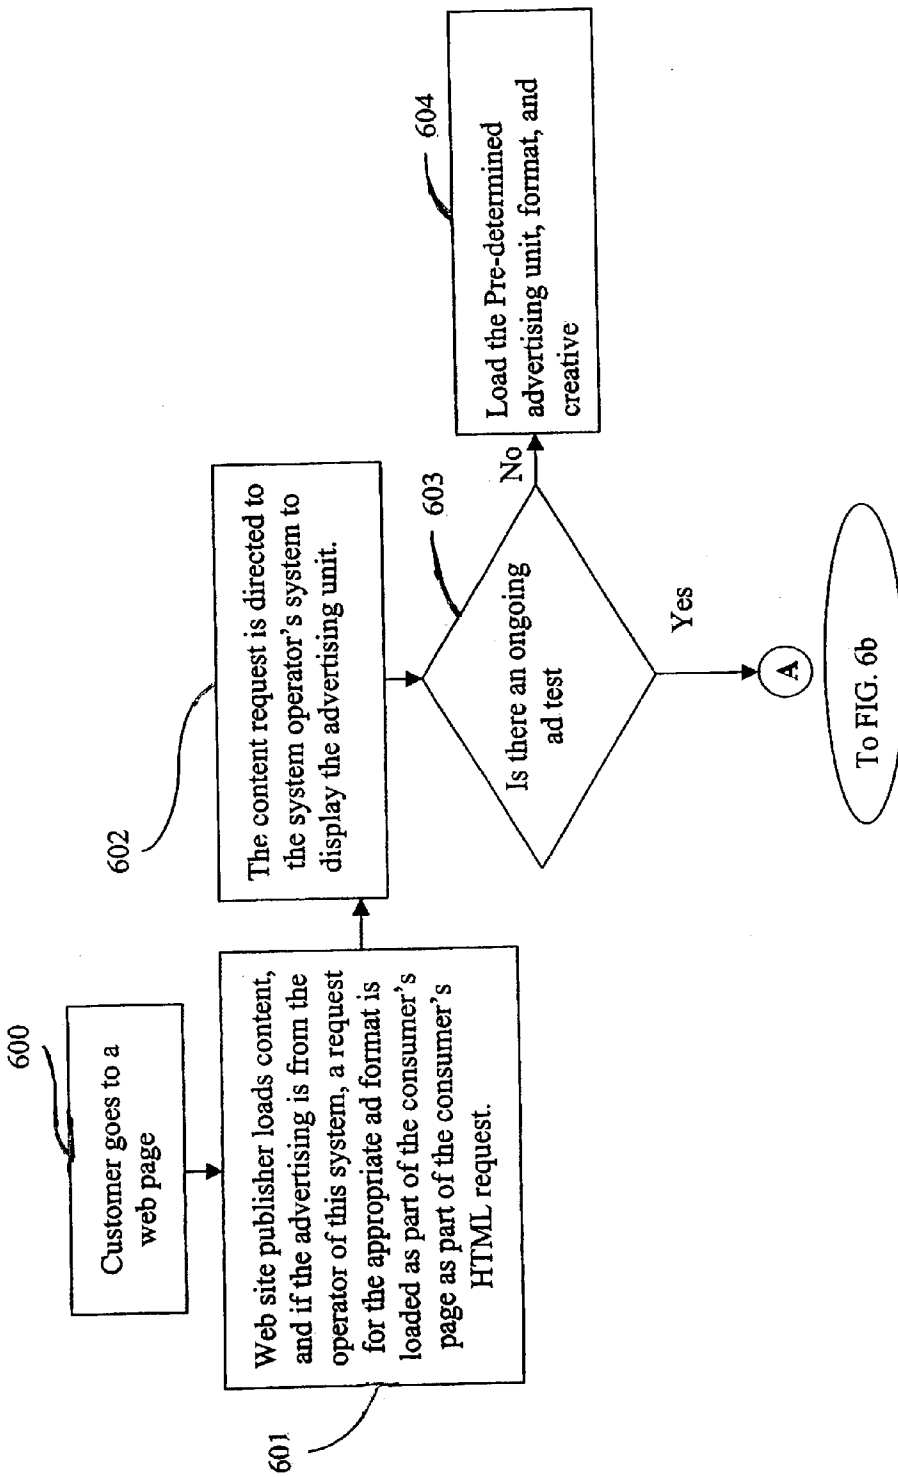 600
Customer goes to a
web page
601
Web site publisher loads content,
and if the advertising is from the
operator of this system, a request
for the appropriate ad format is
loaded as part of the consumer's
page as part of the consumer's
HTML request.
602
The content request is directed to
the system operator's system to
display the advertising unit.
603
Is there an ongoing
ad test
No
604
Load the Pre-determined
advertising unit, format, and
creative
Yes
A
To FIG. 6b